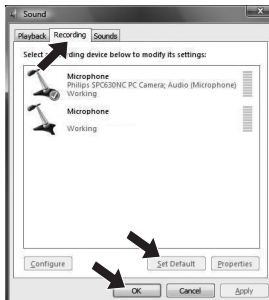 Sound
Playback Recording Sounds
Select recording device below to modify its settings:
Microphone
Philips SPC630NC PC Camera; Audio (Microphone)
Working
Microphone
Working
Configure Set Default Properties
OK Cancel Apply